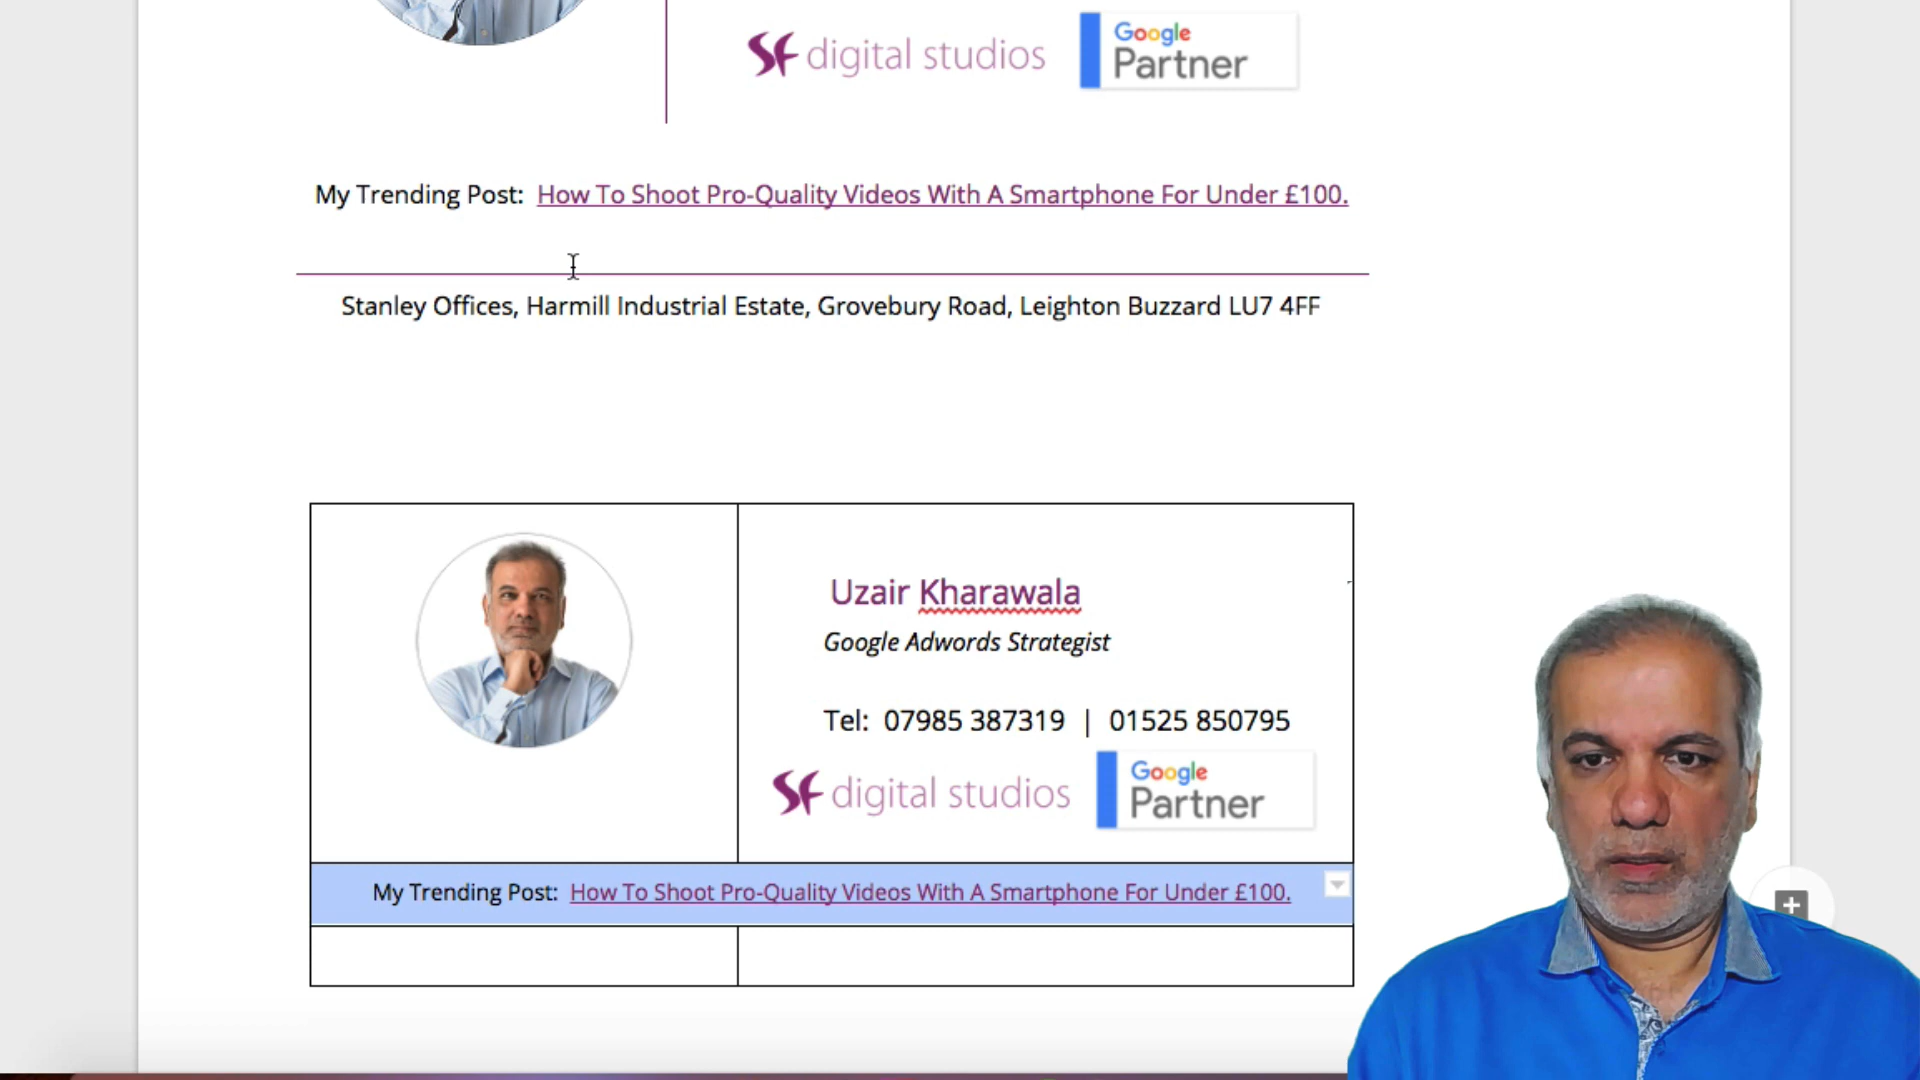 SF digital studios
Google
Partner
My Trending Post: How To Shoot Pro-Quality Videos With A Smartphone For Under £100.
Stanley Offices, Harmill Industrial Estate, Grovebury Road, Leighton Buzzard LU7 4FF
Uzair Kharawala
Google Adwords Strategist
Tel: 07985 387319 | 01525 850795
SF digital studios
Google
Partner
My Trending Post: How To Shoot Pro-Quality Videos With A Smartphone For Under £100.